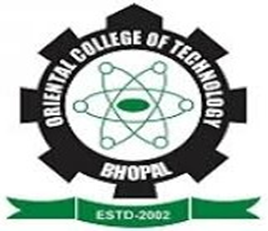 ORIENTAL COLLEGE OF TECHNOLOGY
BHOPAL
ESTD-2002